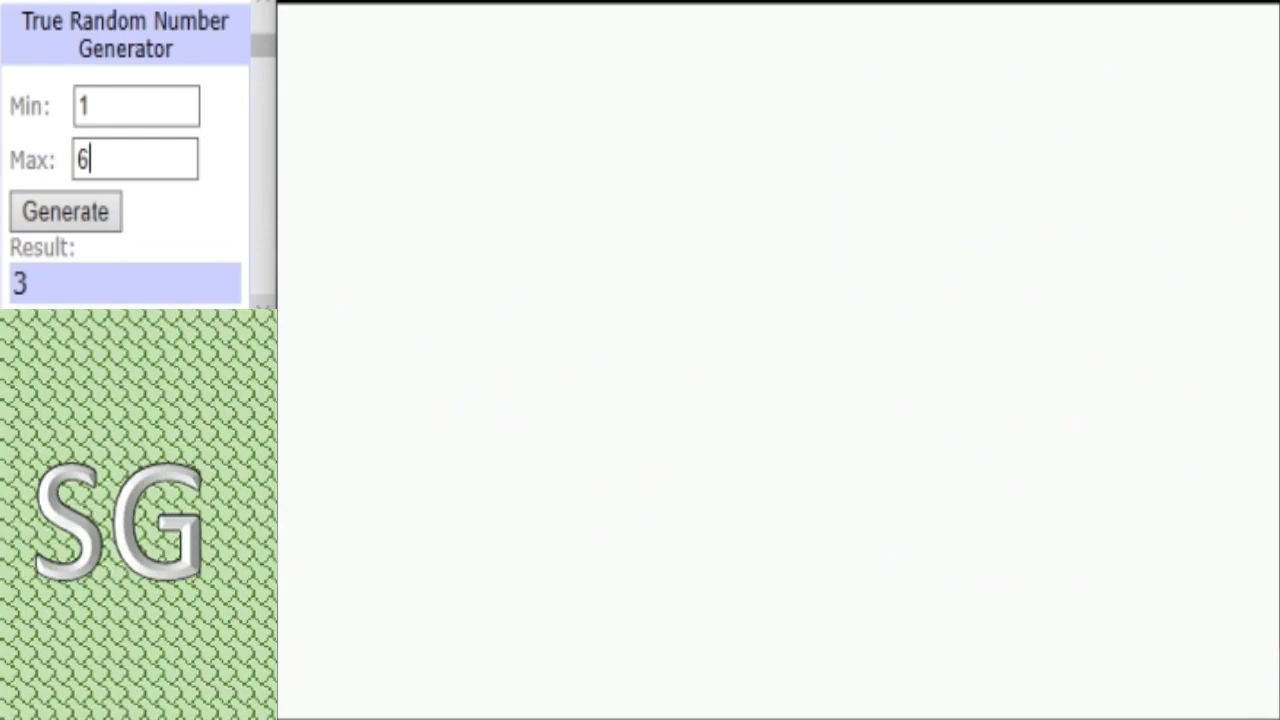 True Random Number
Generator
Min: 1
Max: 6
Generate
Result:
3
SG